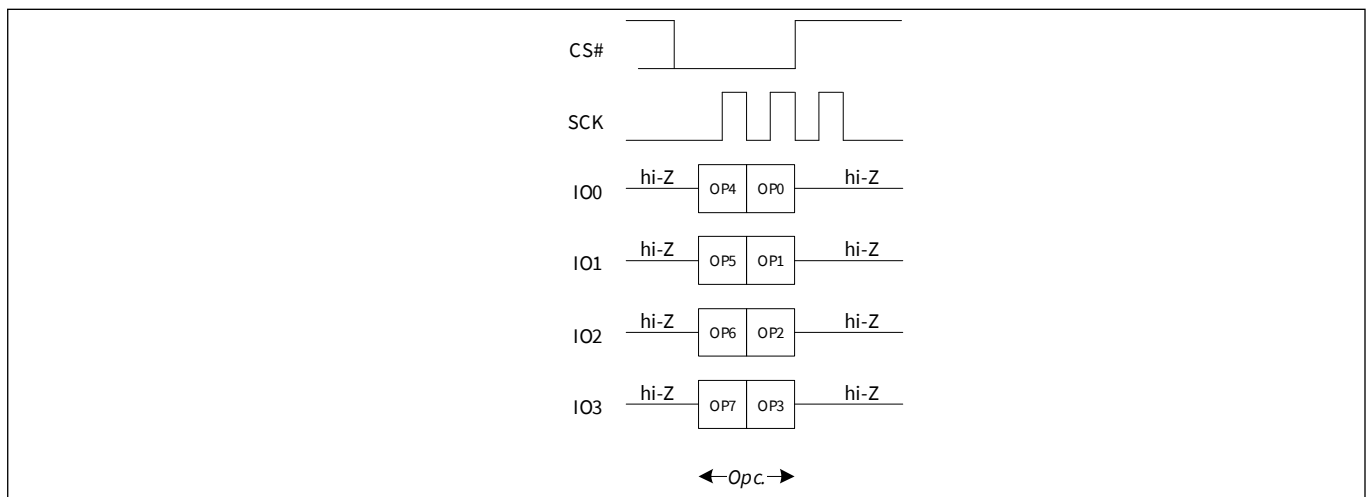 CS#
SCK
IO0 hi-Z OP4 OP0 hi-Z
IO1 hi-Z OP5 OP1 hi-Z
IO2 hi-Z OP6 OP2 hi-Z
IO3 hi-Z OP7 OP3 hi-Z
Opc.